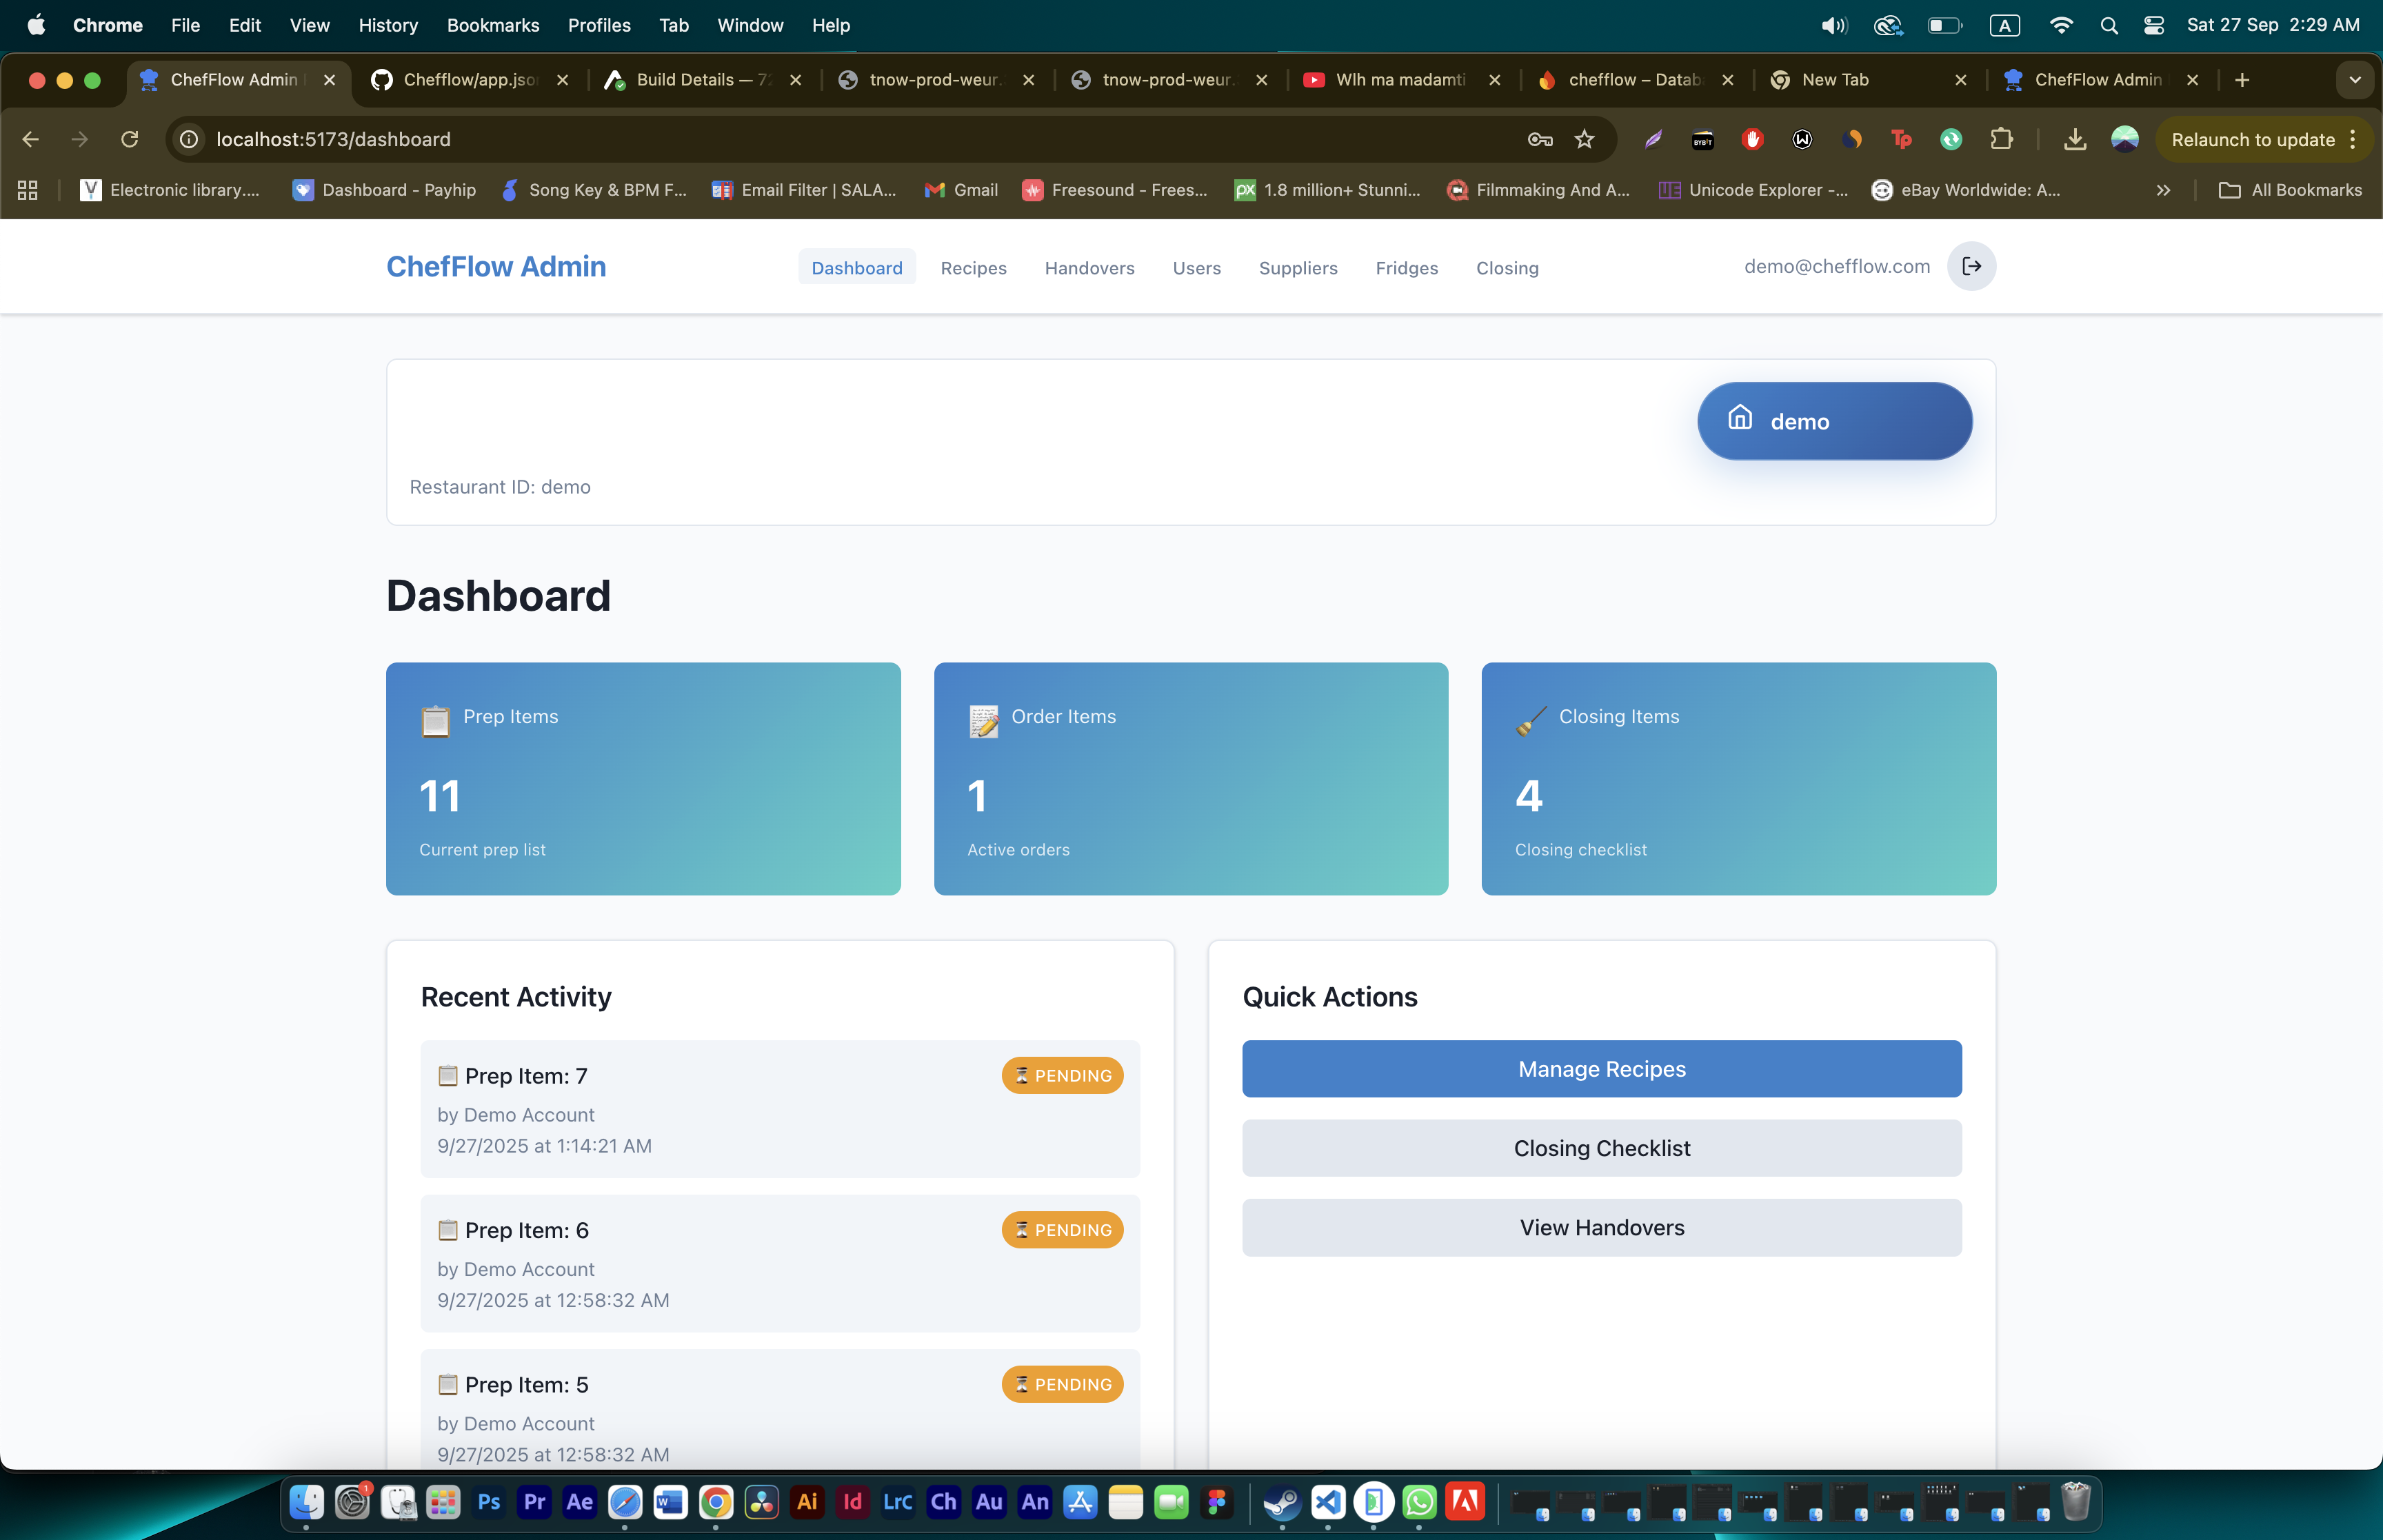 Chrome File Edit View History Bookmarks Profiles Tab Window Help A Sat 27 Sep 2:29 AM
ChefFlow Admin Chefflow/app.jso Build Details — 7 tnow-prod-weur. tnow-prod-weur. Wlh ma madamti chefflow – Datab New Tab ChefFlow Admin
localhost:5173/dashboard BYBIT Tp Relaunch to update
Electronic library.... Dashboard - Payhip Song Key & BPM F... Email Filter | SALA... Gmail Freesound - Frees... 1.8 million+ Stunni... Filmmaking And A... Unicode Explorer -... eBay Worldwide: A... All Bookmarks
ChefFlow Admin Dashboard Recipes Handovers Users Suppliers Fridges Closing demo@chefflow.com
demo
Restaurant ID: demo
Dashboard
Prep Items
11
Current prep list
Order Items
1
Active orders
Closing Items
4
Closing checklist
Recent Activity
Prep Item: 7 PENDING
by Demo Account
9/27/2025 at 1:14:21 AM
Prep Item: 6 PENDING
by Demo Account
9/27/2025 at 12:58:32 AM
Prep Item: 5 PENDING
by Demo Account
9/27/2025 at 12:58:32 AM
Quick Actions
Manage Recipes
Closing Checklist
View Handovers
1 Ps Pr Ae W Ai Id LrC Ch Au An